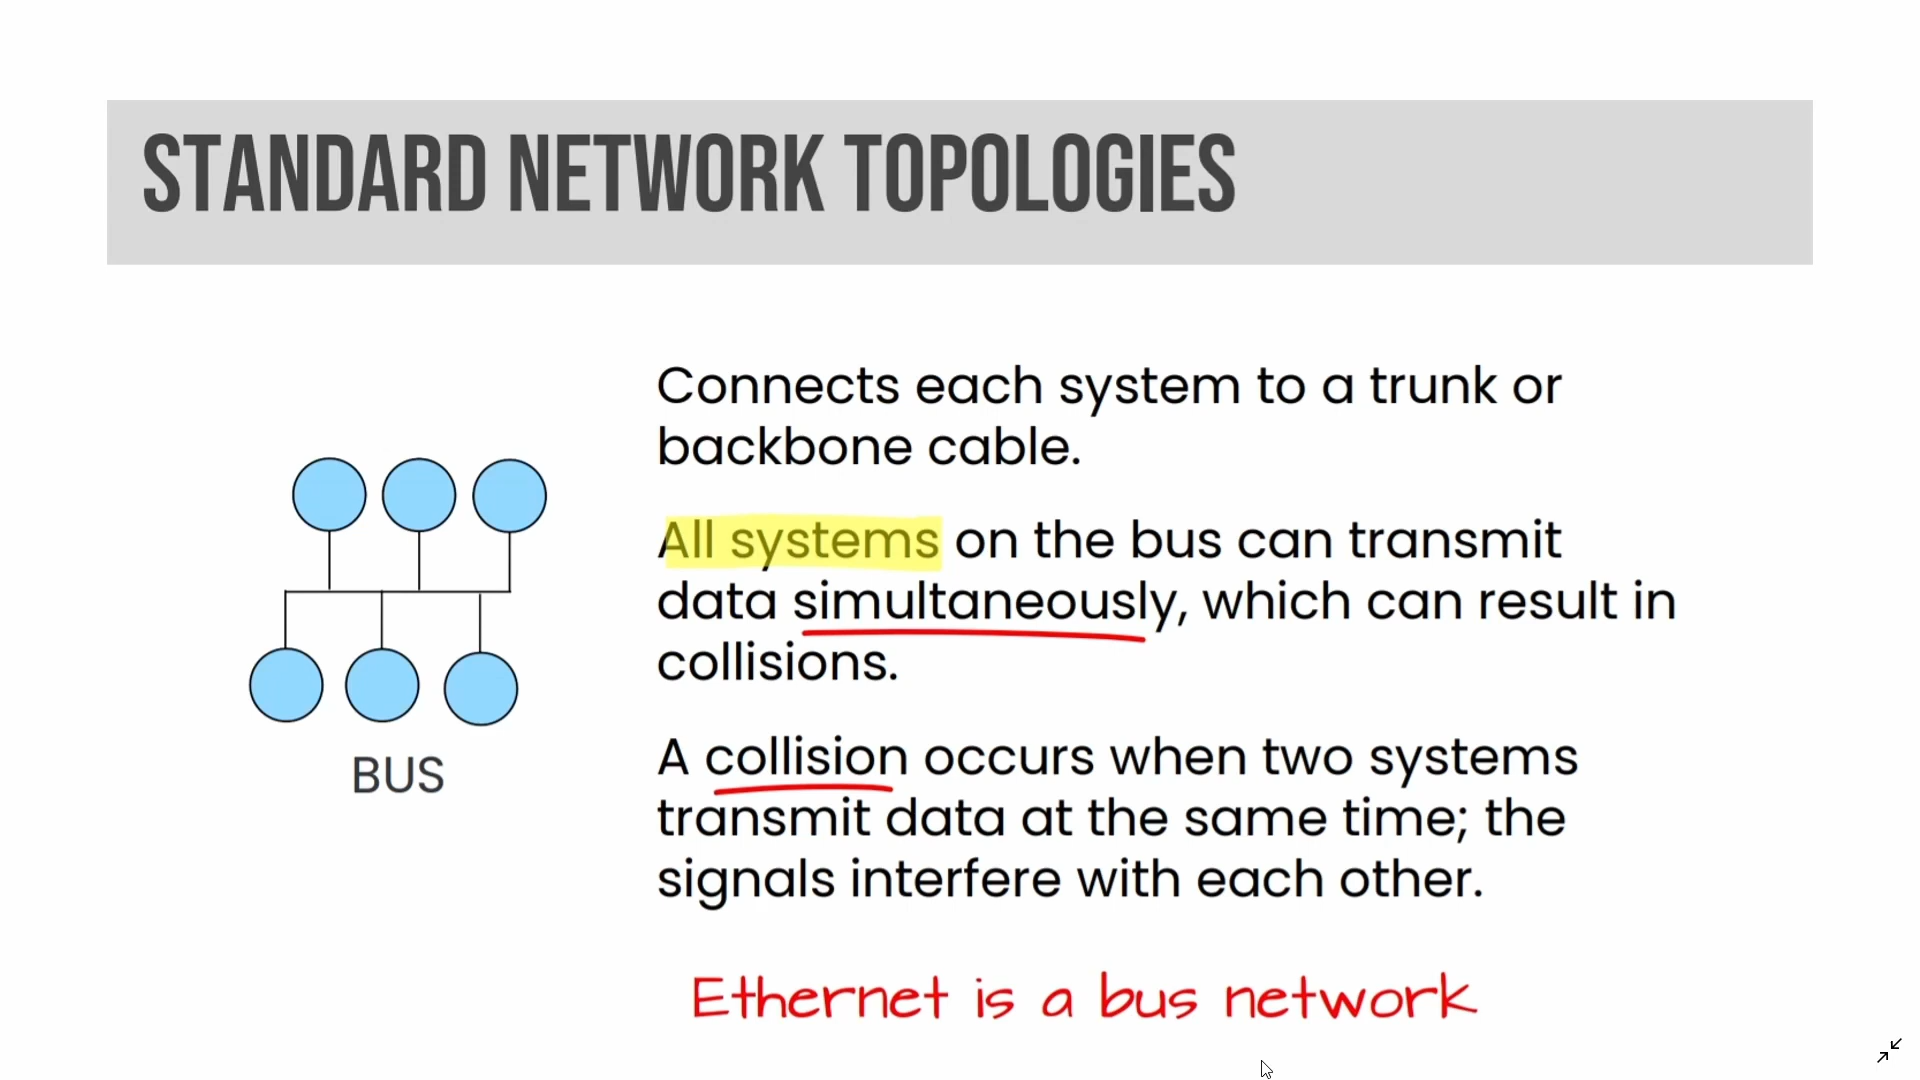 STANDARD NETWORK TOPOLOGIES
Connects each system to a trunk or
backbone cable.
All systems on the bus can transmit
data simultaneously, which can result in
collisions.
A collision occurs when two systems
transmit data at the same time; the
signals interfere with each other.
BUS
Ethernet is a bus network